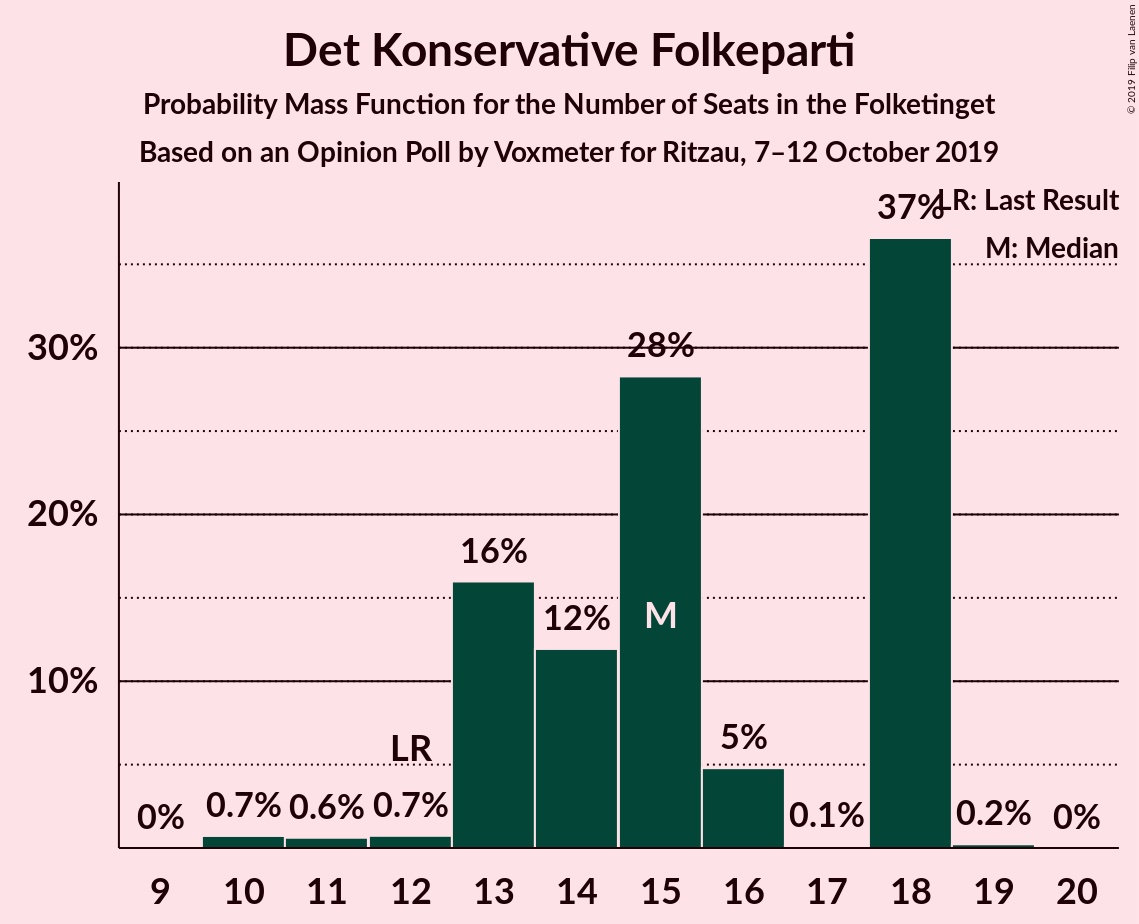 Det Konservative Folkeparti
Probability Mass Function for the Number of Seats in the Folketinget
Based on an Opinion Poll by Voxmeter for Ritzau, 7–12 October 2019
© 2019 Filip van Laenen
LR: Last Result
M: Median
37%
30%
28%
20%
16%
12%
M
10%
LR
5%
0%
0.7%
0.6%
0.7%
0.1%
0.2%
0%
9 10 11 12 13 14 15 16 17 18 19 20